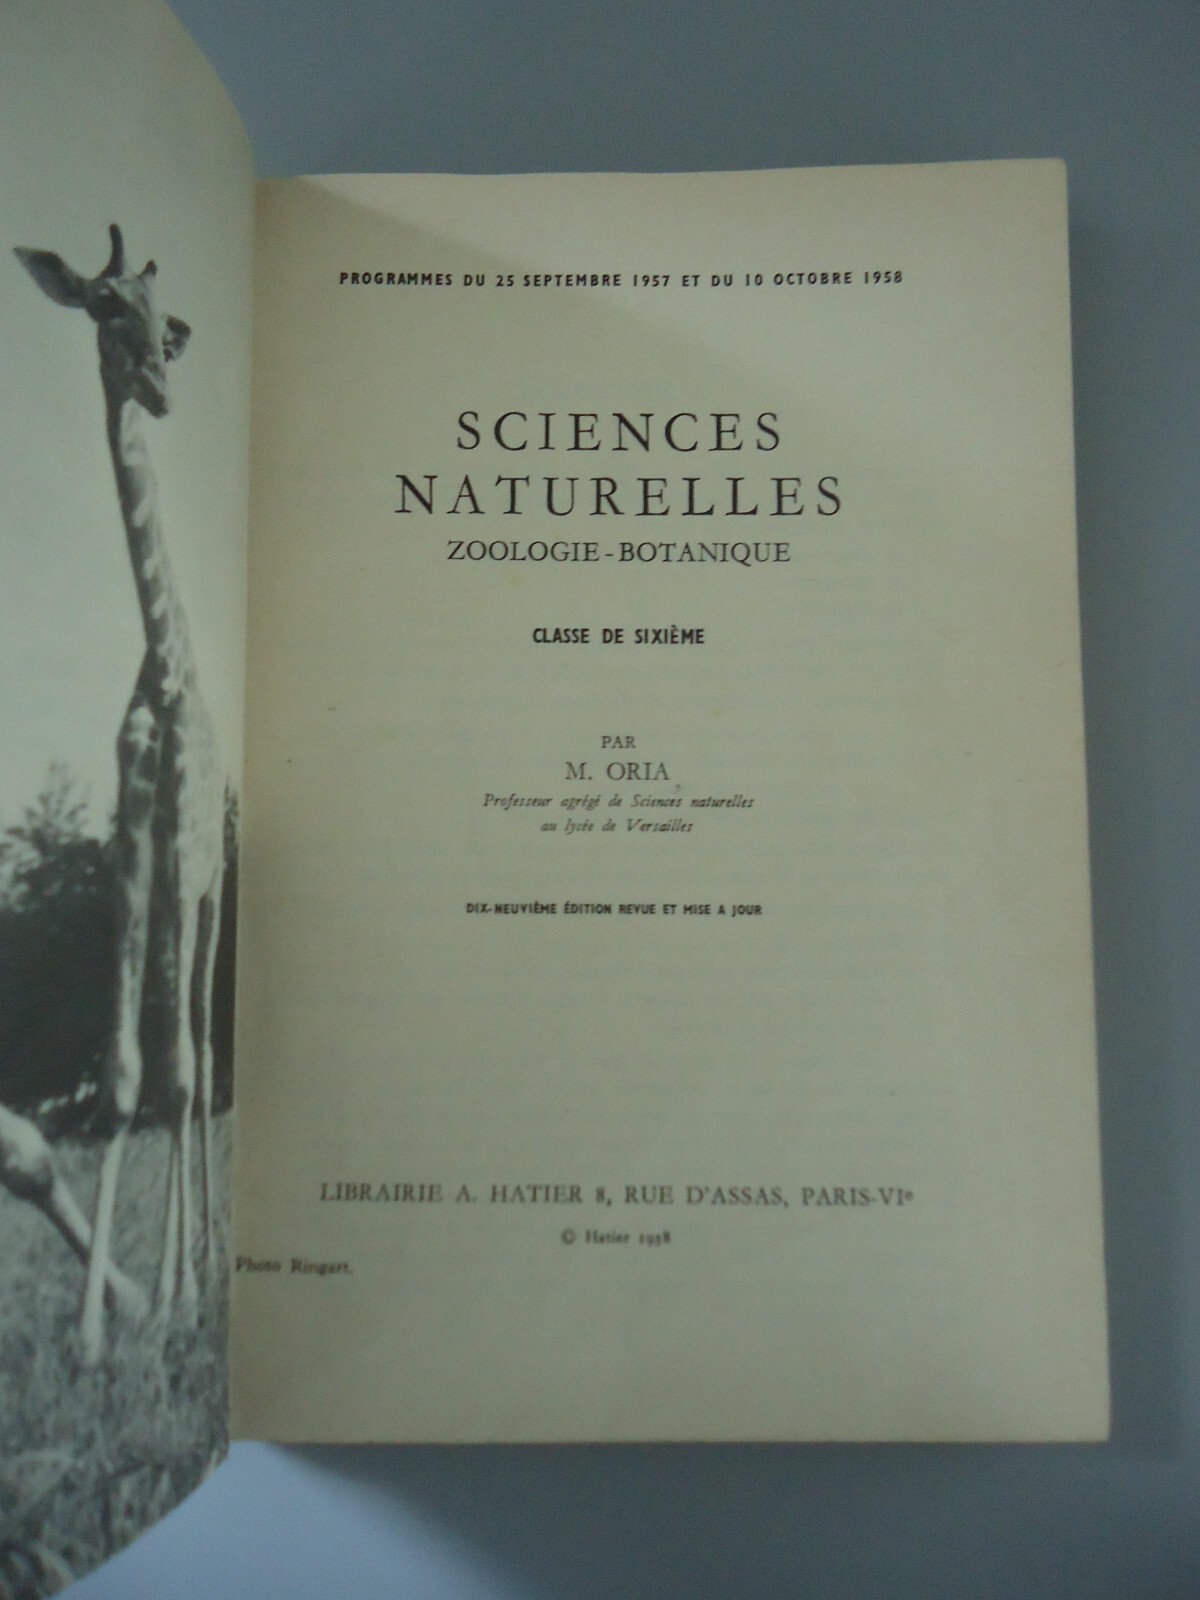 PROGRAMMES DU 25 SEPTEMBRE 1957 ET DU 10 OCTOBRE 1958
SCIENCES
NATURELLES
ZOOLOGIE-BOTANIQUE
CLASSE DE SIXIÈME
PAR
M. ORIA
Professeur agrégé de Sciences naturelles
au lycée de Versailles
DIX-NEUVIÈME ÉDITION REVUE ET MISE A JOUR
LIBRAIRIE A. HATIER 8, RUE D'ASSAS, PARIS-VIe
© Hatier 1958
Photo Ringart.